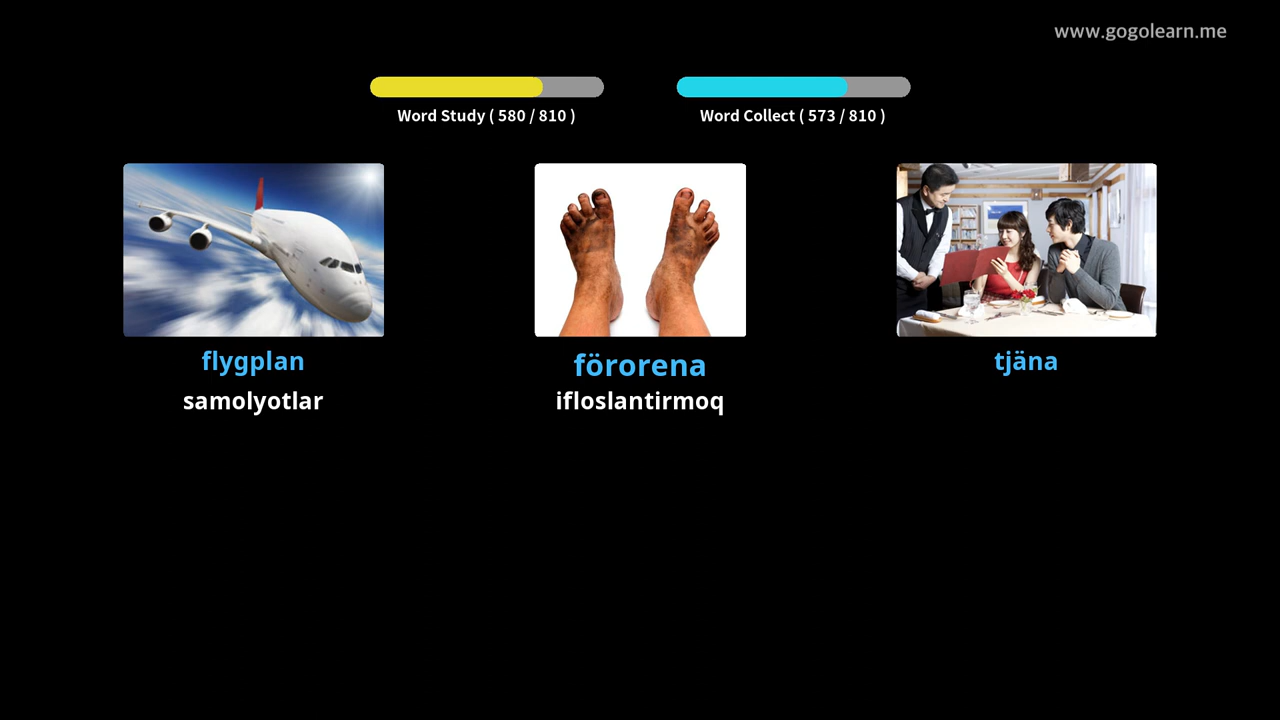 www.gogolearn.me
Word Study ( 580 / 810 )
Word Collect ( 573 / 810 )
flygplan
förorena
tjäna
samolyotlar
ifloslantirmoq